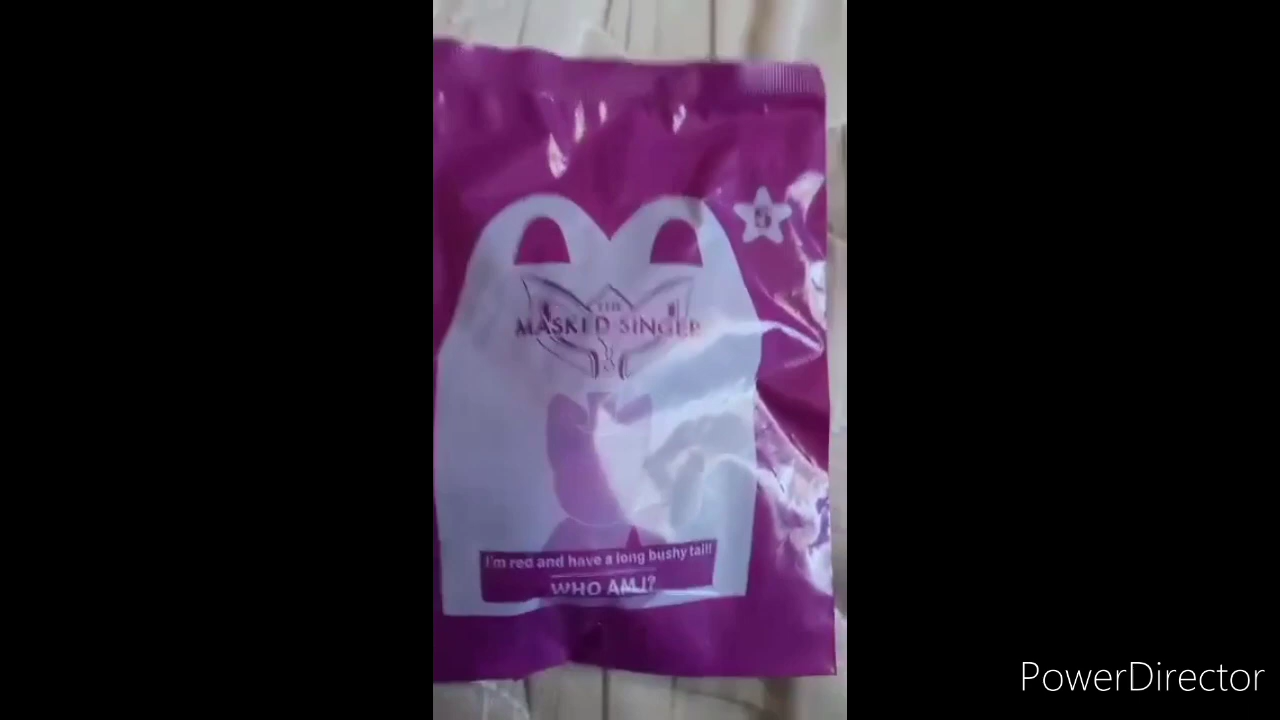 5
THE
MASKED SINGER
I'm red and have a long bushy tail!
WHO AM I?
PowerDirector